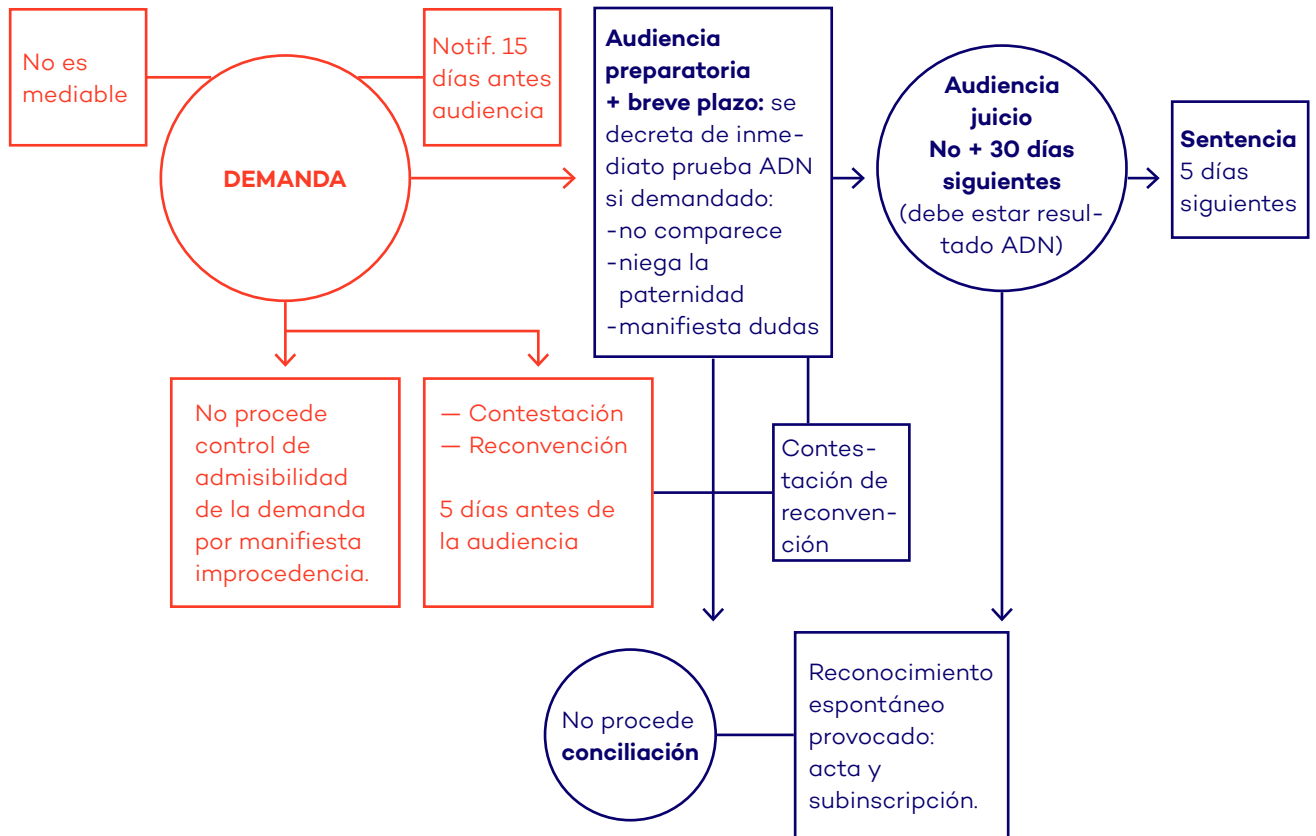 No es
mediable
DEMANDA
Notif. 15
días antes
audiencia
Audiencia
preparatoria
+ breve plazo: se
decreta de inme-
diato prueba ADN
si demandado:
-no comparece
-niega la
paternidad
-manifiesta dudas
Audiencia
juicio
No + 30 días
siguientes
(debe estar resul-
tado ADN)
Sentencia
5 días
siguientes
No procede
control de
admisibilidad
de la demanda
por manifiesta
improcedencia.
— Contestación
— Reconvención
5 días antes de
la audiencia
Contes-
tación de
reconven-
ción
No procede
conciliación
Reconocimiento
espontáneo
provocado:
acta y
subinscripción.